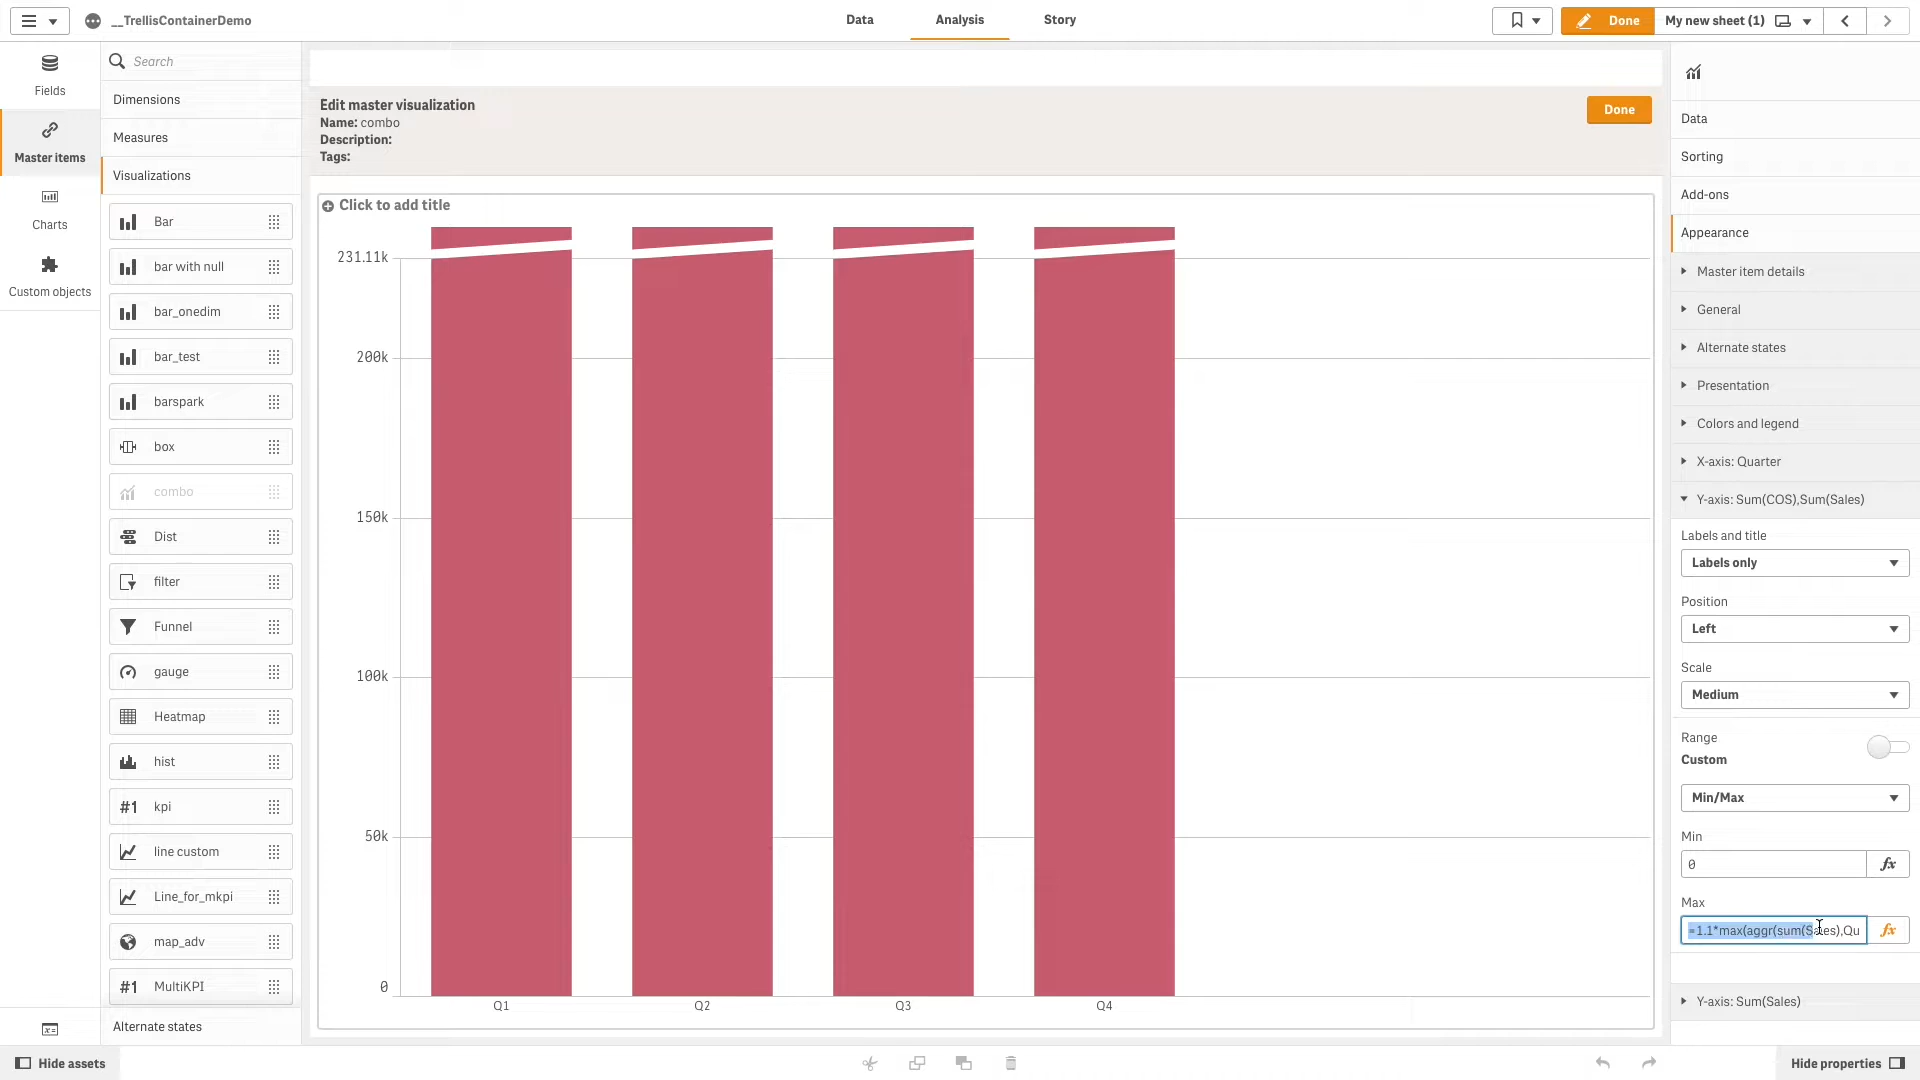 __TrellisContainerDemo
Data
Analysis
Story
Done
My new sheet (1)
Fields
Master items
Charts
Custom objects
Search
Dimensions
Measures
Visualizations
Bar
bar with null
bar_onedim
bar_test
barspark
box
combo
Dist
filter
Funnel
gauge
Heatmap
hist
#1 kpi
line custom
Line_for_mkpi
map_adv
#1 MultiKPI
Alternate states
Hide assets
Edit master visualization
Name: combo
Description:
Tags:
Done
Click to add title
231.11k
200k
150k
100k
50k
0
Q1 Q2 Q3 Q4
Data
Sorting
Add-ons
Appearance
Master item details
General
Alternate states
Presentation
Colors and legend
X-axis: Quarter
Y-axis: Sum(COS),Sum(Sales)
Labels and title
Labels only
Position
Left
Scale
Medium
Range
Custom
Min/Max
Min
0 fx
Max
=1.1*max(aggr(sum(Sales),Qu fx
Y-axis: Sum(Sales)
Hide properties